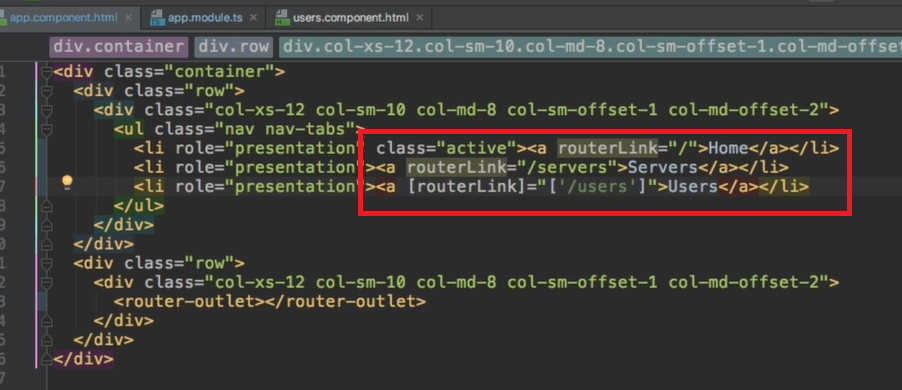 app.component.html × app.module.ts × users.component.html ×
div.container div.row div.col-xs-12.col-sm-10.col-md-8.col-sm-offset-1.col-md-offset
1 <div class="container">
2 <div class="row">
3 <div class="col-xs-12 col-sm-10 col-md-8 col-sm-offset-1 col-md-offset-2">
4 <ul class="nav nav-tabs">
5 <li role="presentation" class="active"><a routerLink="/">Home</a></li>
6 <li role="presentation"><a routerLink="/servers">Servers</a></li>
7 <li role="presentation"><a [routerLink]="['/users']">Users</a></li>
8 </ul>
9 </div>
0 </div>
1 <div class="row">
2 <div class="col-xs-12 col-sm-10 col-md-8 col-sm-offset-1 col-md-offset-2">
3 <router-outlet></router-outlet>
4 </div>
5 </div>
6 </div>
7